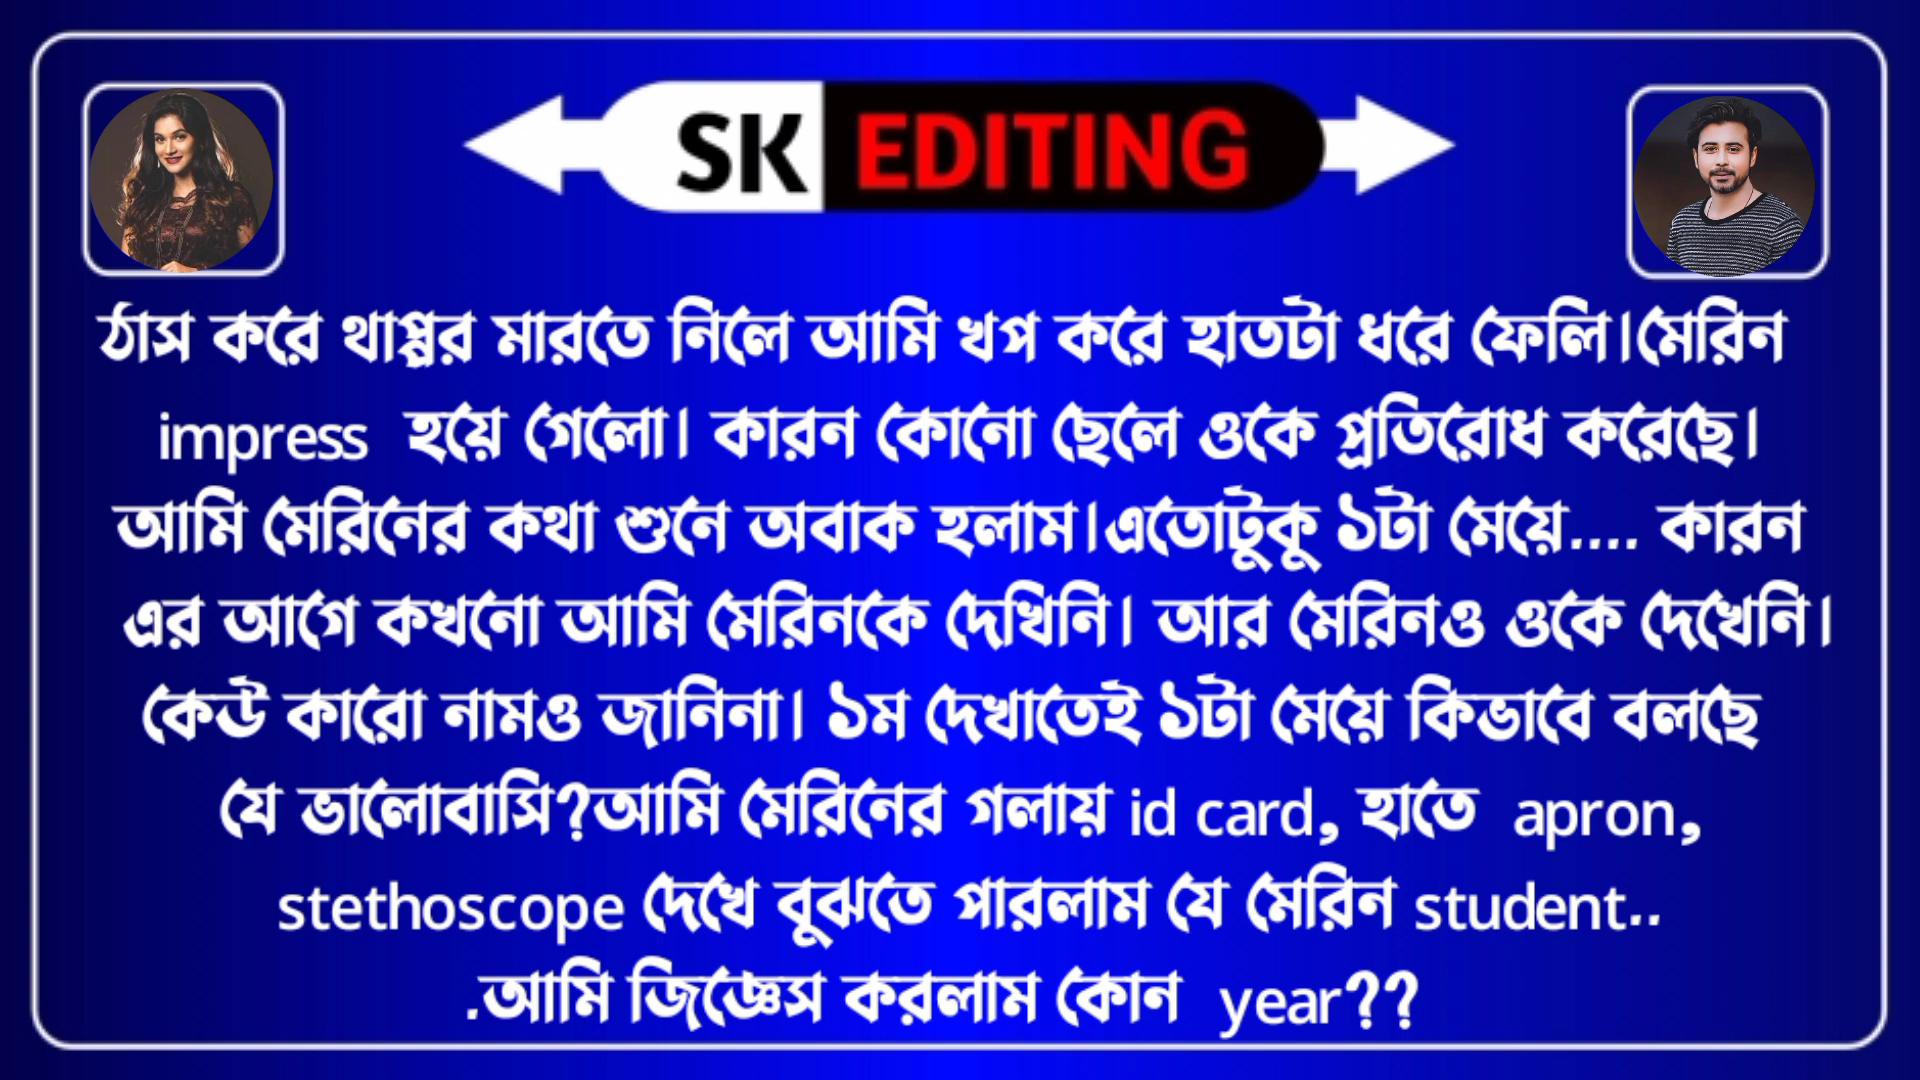 SK EDITING
ঠাস করে থাপ্পর মারতে নিলে আমি খপ করে হাতটা ধরে ফেলি।মেরিন
impress হয়ে গেলো। কারন কোনো ছেলে ওকে প্রতিরোধ করেছে।
আমি মেরিনের কথা শুনে অবাক হলাম।এতোটুকু ১টা মেয়ে.... কারন
এর আগে কখনো আমি মেরিনকে দেখিনি। আর মেরিনও ওকে দেখেনি।
কেউ কারো নামও জানিনা। ১ম দেখাতেই ১টা মেয়ে কিভাবে বলছে
যে ভালোবাসি?আমি মেরিনের গলায় id card, হাতে apron,
stethoscope দেখে বুঝতে পারলাম যে মেরিন student..
.আমি জিজ্ঞেস করলাম কোন year??